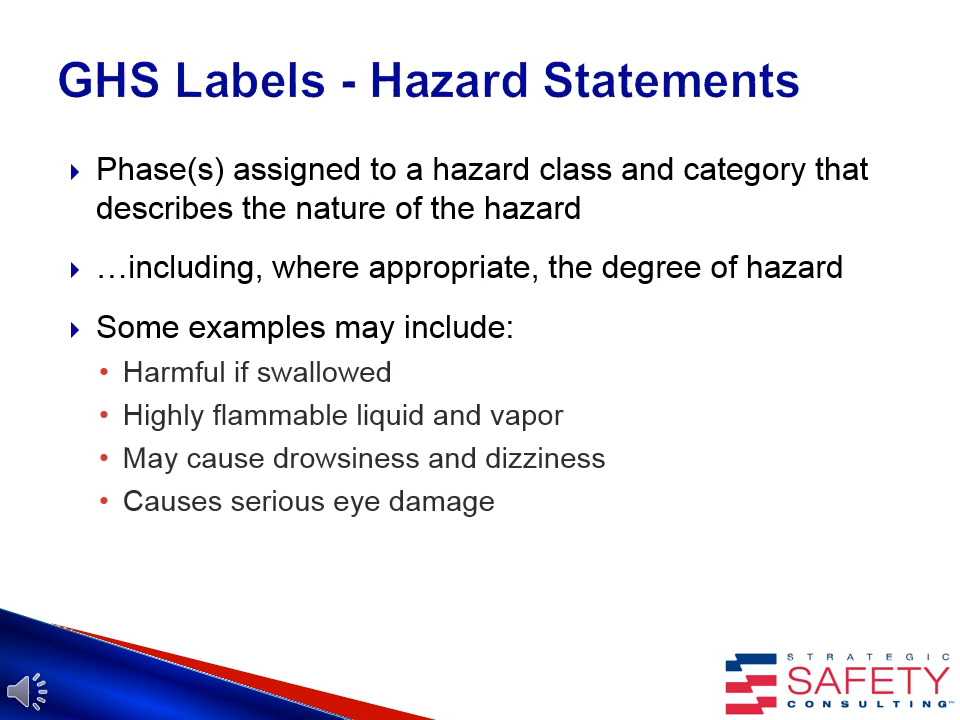 GHS Labels - Hazard Statements
Phase(s) assigned to a hazard class and category that
describes the nature of the hazard
…including, where appropriate, the degree of hazard
Some examples may include:
• Harmful if swallowed
• Highly flammable liquid and vapor
• May cause drowsiness and dizziness
• Causes serious eye damage
STRATEGIC
SAFETY
CONSULTING